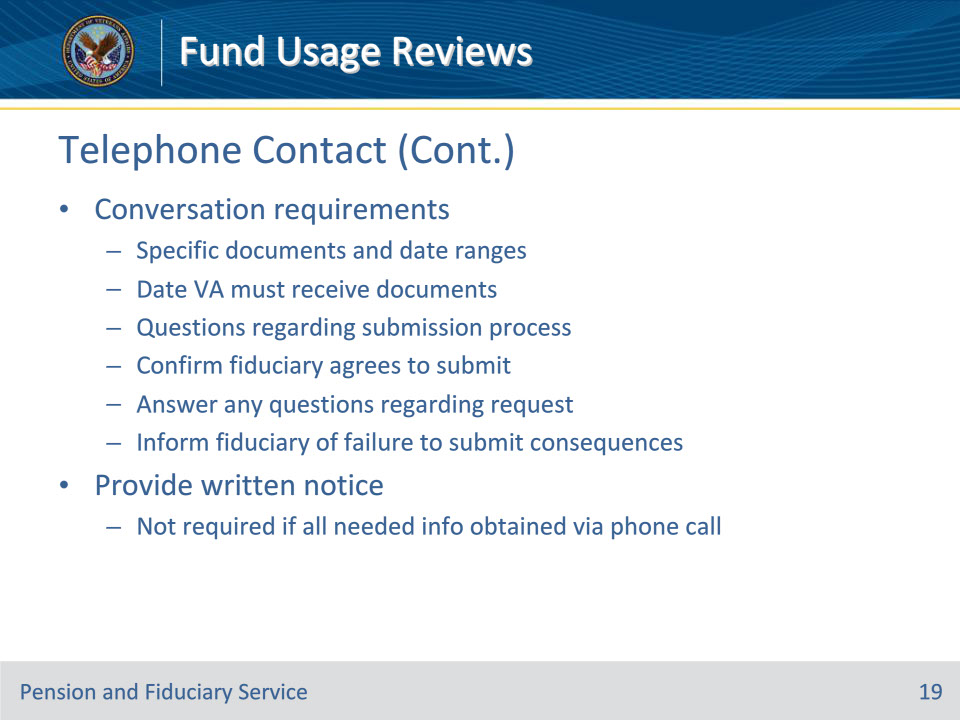 Fund Usage Reviews
Telephone Contact (Cont.)
• Conversation requirements
– Specific documents and date ranges
– Date VA must receive documents
– Questions regarding submission process
– Confirm fiduciary agrees to submit
– Answer any questions regarding request
– Inform fiduciary of failure to submit consequences
• Provide written notice
– Not required if all needed info obtained via phone call
Pension and Fiduciary Service
19